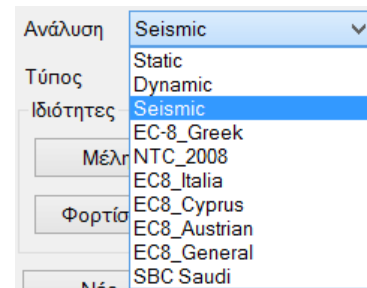 Ανάλυση Seismic
Static
Τύπος Dynamic
Ιδιότητες Seismic
EC-8_Greek
NTC_2008
EC8_Italia
EC8_Cyprus
EC8_Austrian
EC8_General
SBC Saudi